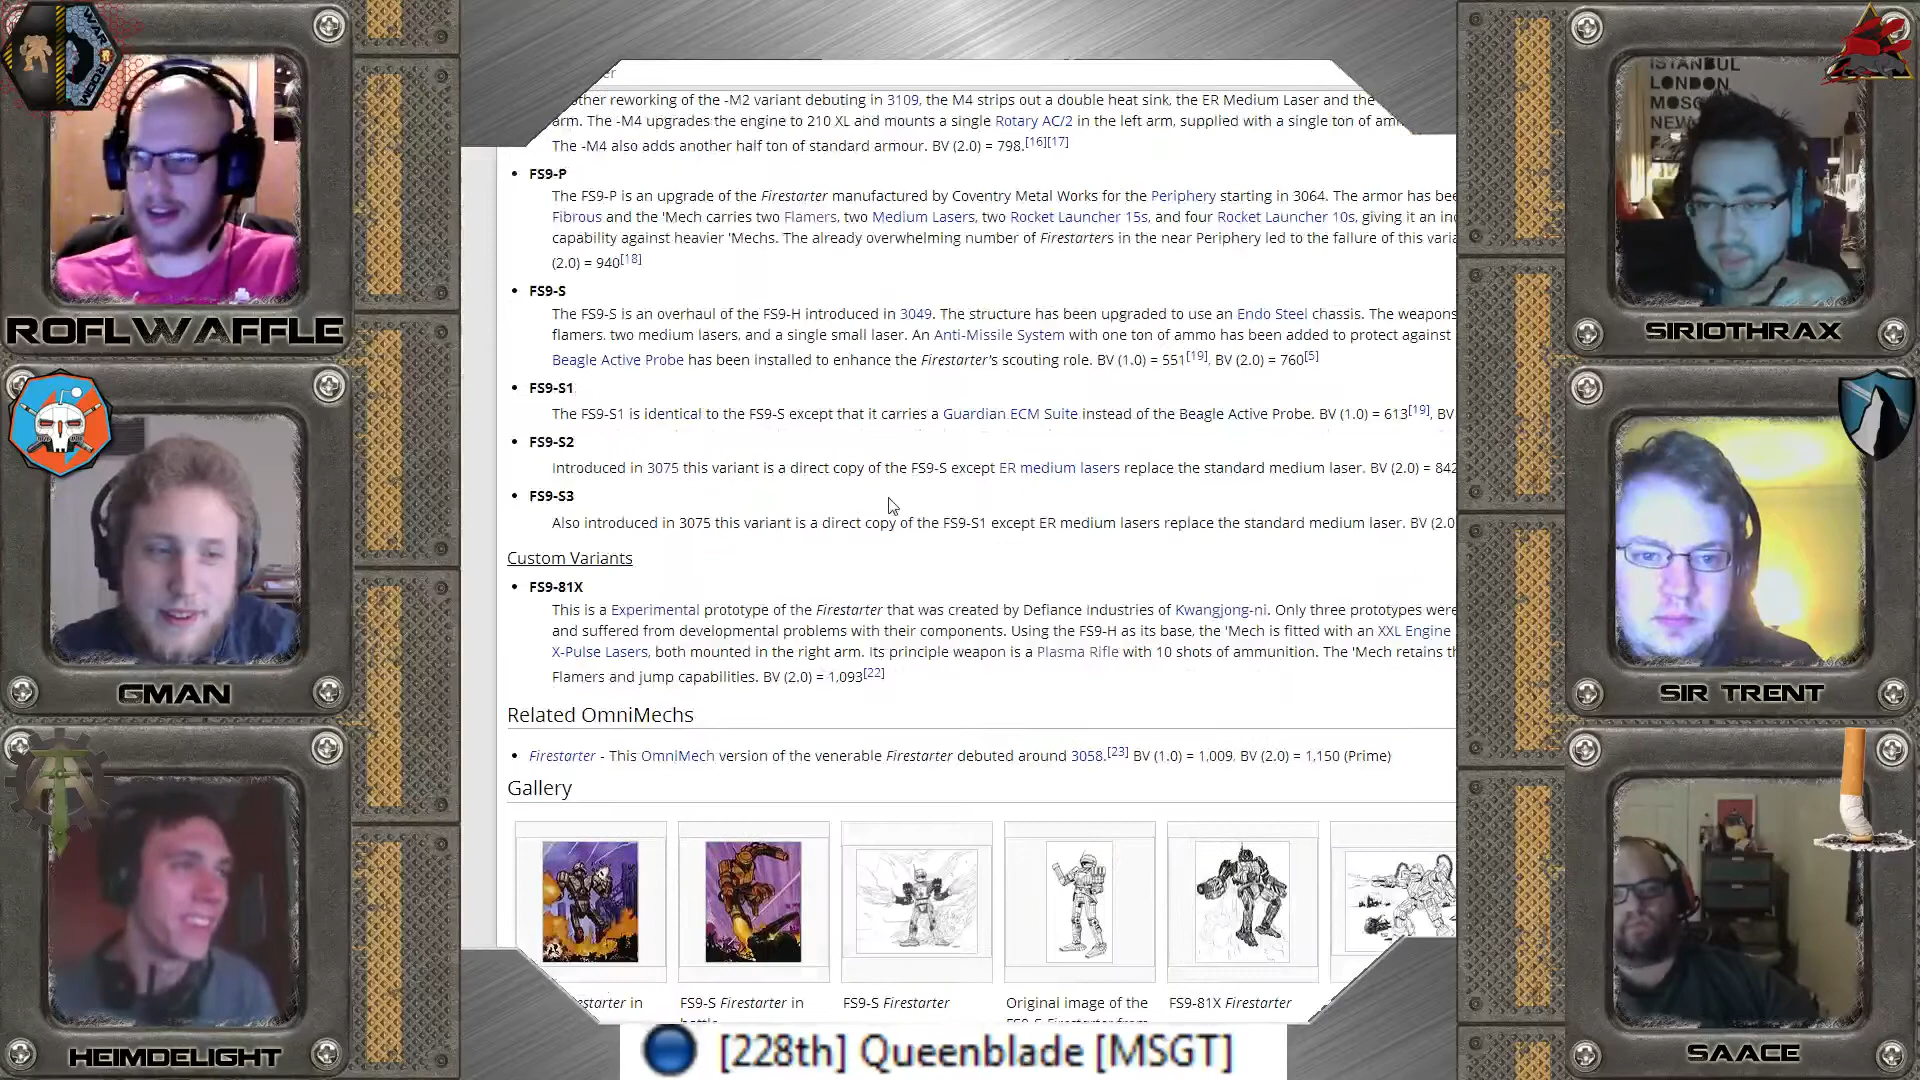 er
other reworking of the -M2 variant debuting in 3109, the M4 strips out a double heat sink, the ER Medium Laser and the
arm. The -M4 upgrades the engine to 210 XL and mounts a single Rotary AC/2 in the left arm, supplied with a single ton of
The -M4 also adds another half ton of standard armour. BV (2.0) = 798.[16][17]
• FS9-P
The FS9-P is an upgrade of the Firestarter manufactured by Coventry Metal Works for the Periphery starting in 3064. The armor has
Fibrous and the 'Mech carries two Flamers, two Medium Lasers, two Rocket Launcher 15s, and four Rocket Launcher 10s, giving it an
capability against heavier 'Mechs. The already overwhelming number of Firestarters in the near Periphery led to the failure of this
(2.0) = 940[18]
• FS9-S
The FS9-S is an overhaul of the FS9-H introduced in 3049. The structure has been upgraded to use an Endo Steel chassis. The weapons
flamers, two medium lasers, and a single small laser. An Anti-Missile System with one ton of ammo has been added to protect against
Beagle Active Probe has been installed to enhance the Firestarter's scouting role. BV (1.0) = 551[19], BV (2.0) = 760[5]
• FS9-S1
The FS9-S1 is identical to the FS9-S except that it carries a Guardian ECM Suite instead of the Beagle Active Probe. BV (1.0) = 613[19], BV
• FS9-S2
Introduced in 3075 this variant is a direct copy of the FS9-S except ER medium lasers replace the standard medium laser. BV (2.0) = 842
• FS9-S3
Also introduced in 3075 this variant is a direct copy of the FS9-S1 except ER medium lasers replace the standard medium laser. BV (2.0
Custom Variants
• FS9-81X
This is a Experimental prototype of the Firestarter that was created by Defiance Industries of Kwangjong-ni. Only three prototypes were
and suffered from developmental problems with their components. Using the FS9-H as its base, the 'Mech is fitted with an XXL Engine
X-Pulse Lasers, both mounted in the right arm. Its principle weapon is a Plasma Rifle with 10 shots of ammunition. The 'Mech retains
Flamers and jump capabilities. BV (2.0) = 1,093[22]
Related OmniMechs
• Firestarter - This OmniMech version of the venerable Firestarter debuted around 3058.[23] BV (1.0) = 1,009, BV (2.0) = 1,150 (Prime)
Gallery
estarter in
FS9-S Firestarter in
FS9-S Firestarter
Original image of the
FS9-81X Firestarter
[228th] Queenblade [MSGT]
WAR ROOM
ROFLWAFFLE
GMAN
HEIMDELIGHT
ISTANBUL
LONDON
SIRIOTHRAX
SIR TRENT
SAACE